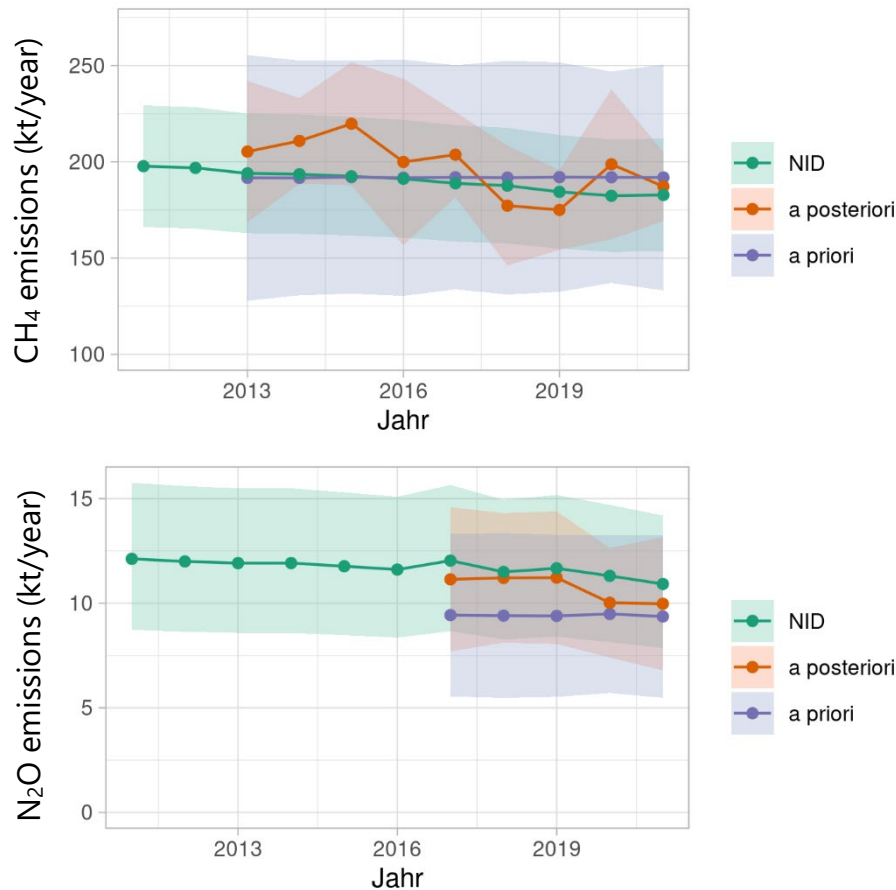 CH₄ emissions (kt/year)
250
200
150
100
2013
2016
2019
Jahr
NID
a posteriori
a priori
N₂O emissions (kt/year)
15
10
5
0
2013
2016
2019
Jahr
NID
a posteriori
a priori